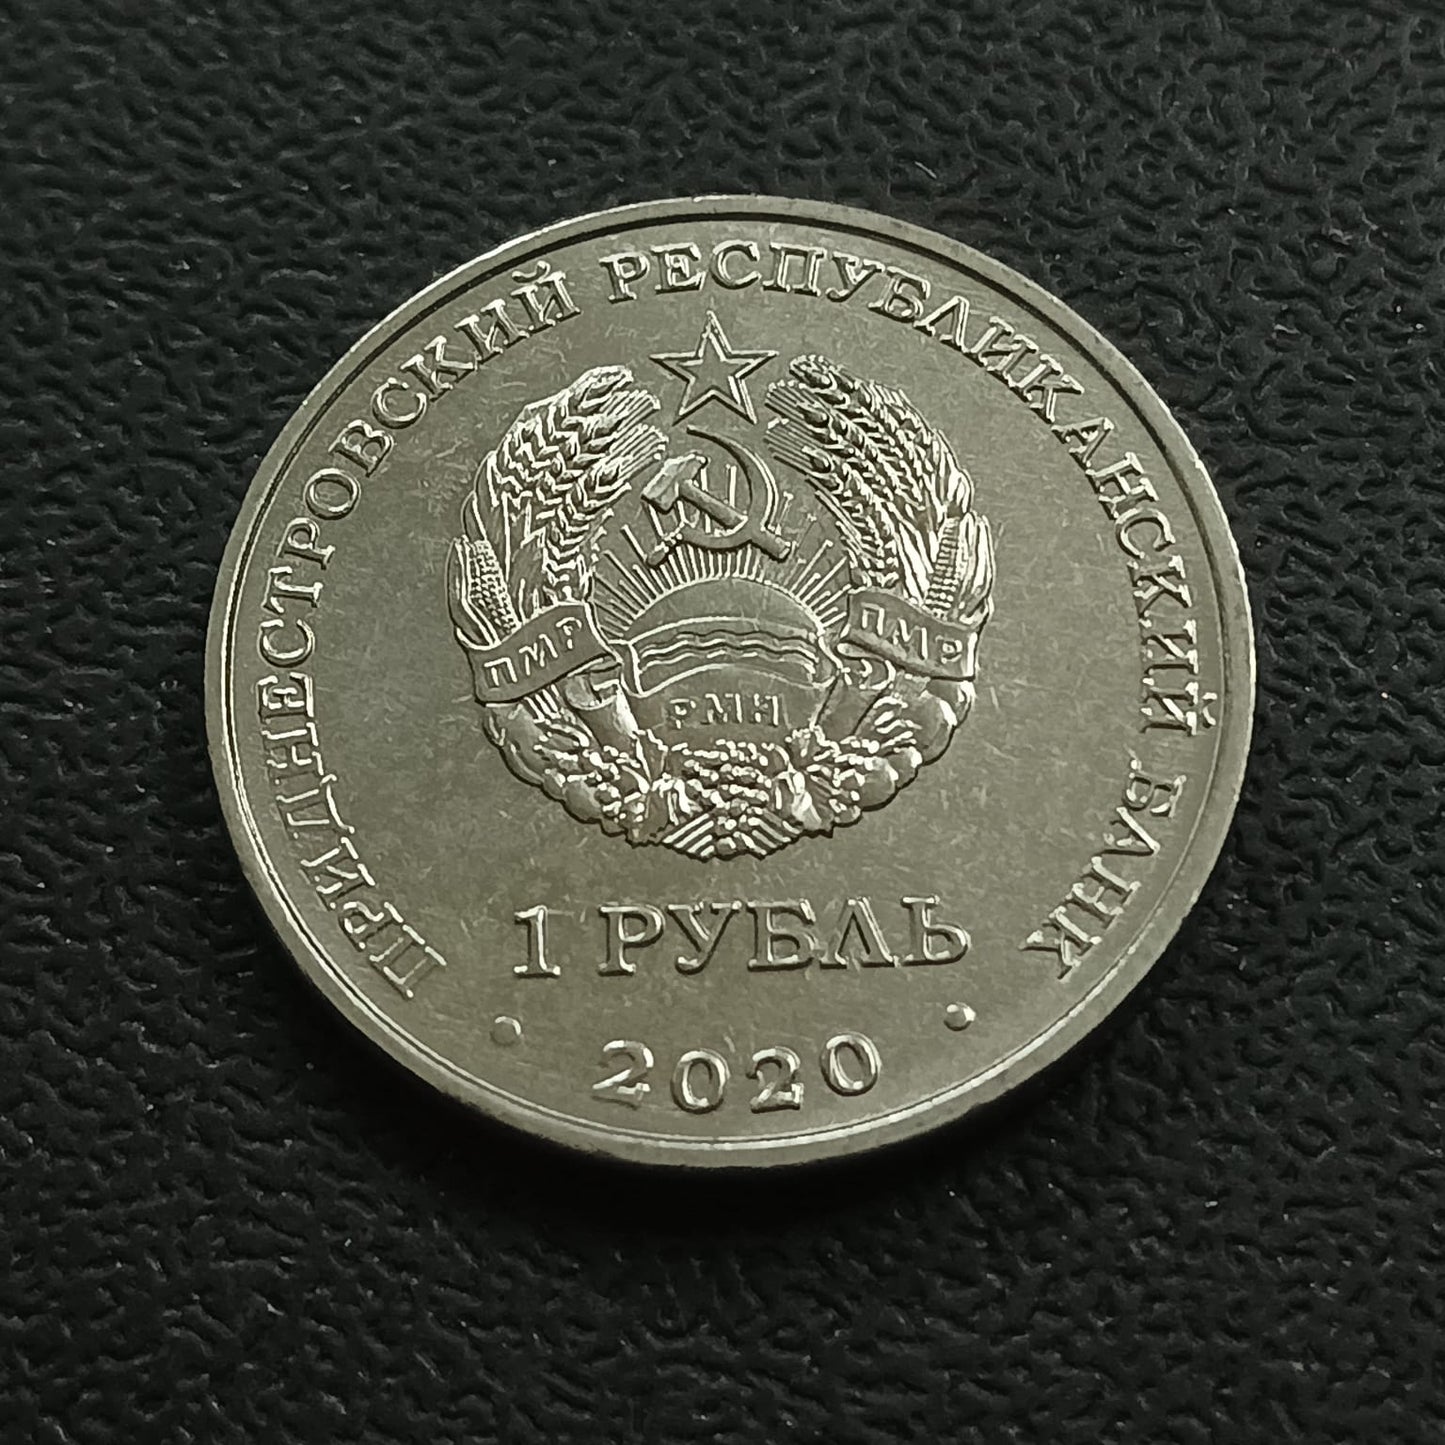 ПРИДНЕСТРОВСКИЙ РЕСПУБЛИКАНСКИЙ БАНК
ПМР
ПМР
РМН
1 РУБЛЬ
• 2020 •